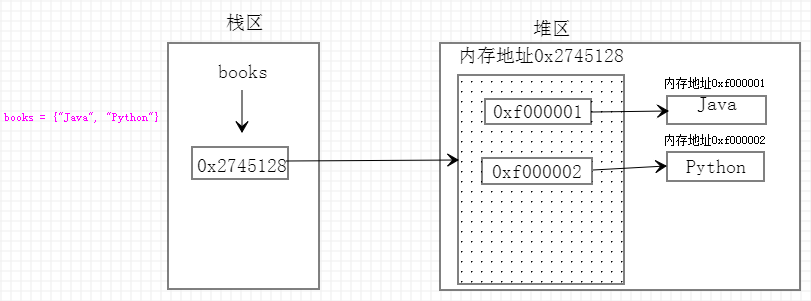 栈区
堆区
内存地址0x2745128
books
内存地址0xf000001
0xf000001
Java
books = {"Java", "Python"}
内存地址0xf000002
0x2745128
0xf000002
Python